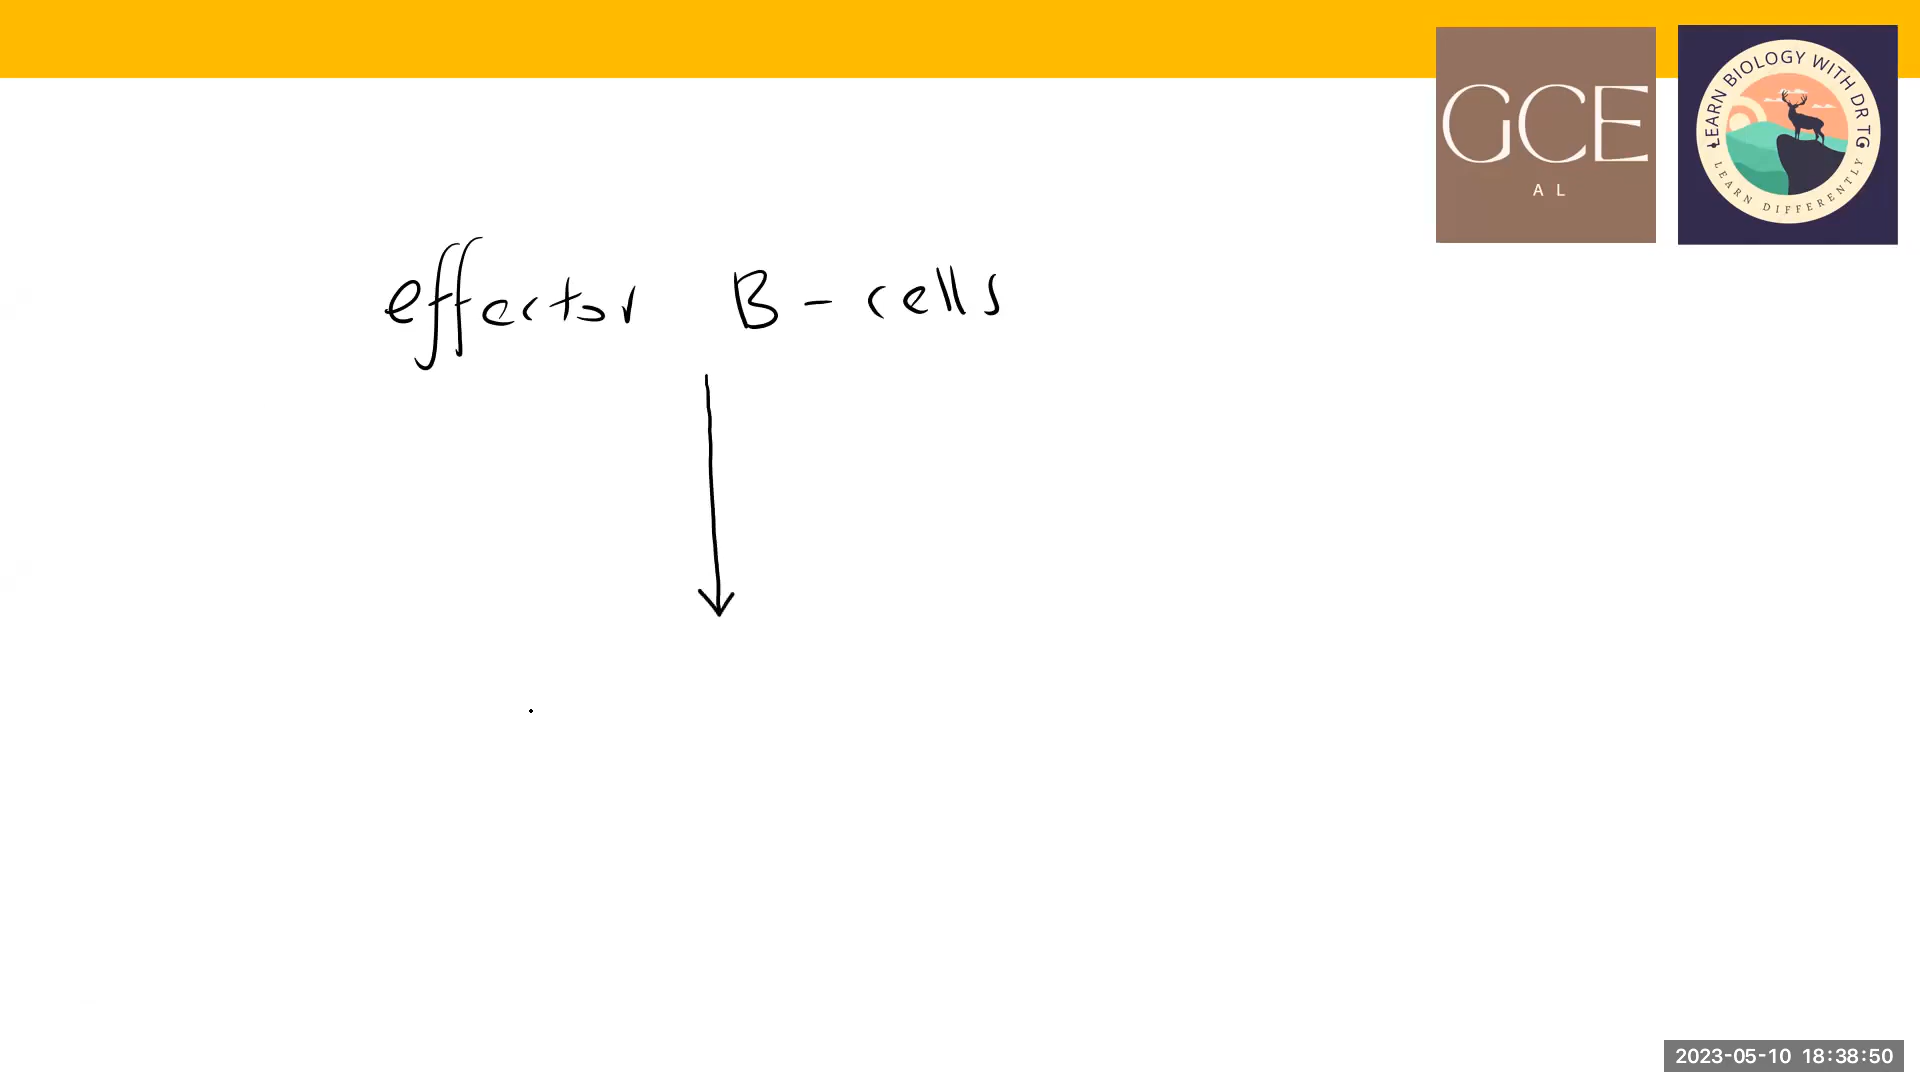 GCE
A L
LEARN BIOLOGY WITH DR TG
LEARN DIFFERENTLY
effector B - cells
2023-05-10 18:38:50